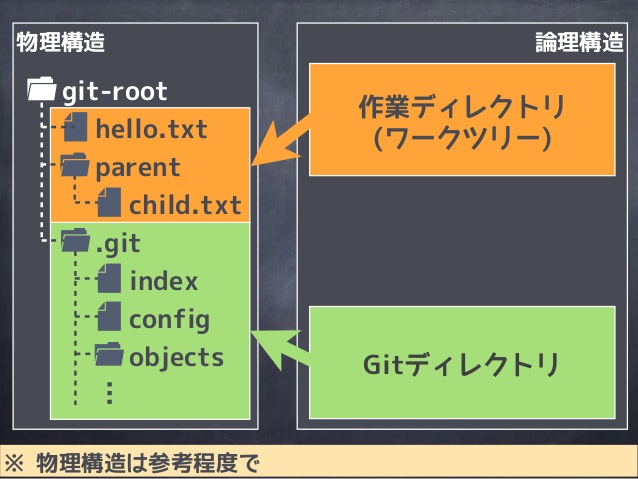 物理構造
git-root
hello.txt
parent
child.txt
.git
index
config
objects
⋮
論理構造
作業ディレクトリ
(ワークツリー)
Gitディレクトリ
※ 物理構造は参考程度で